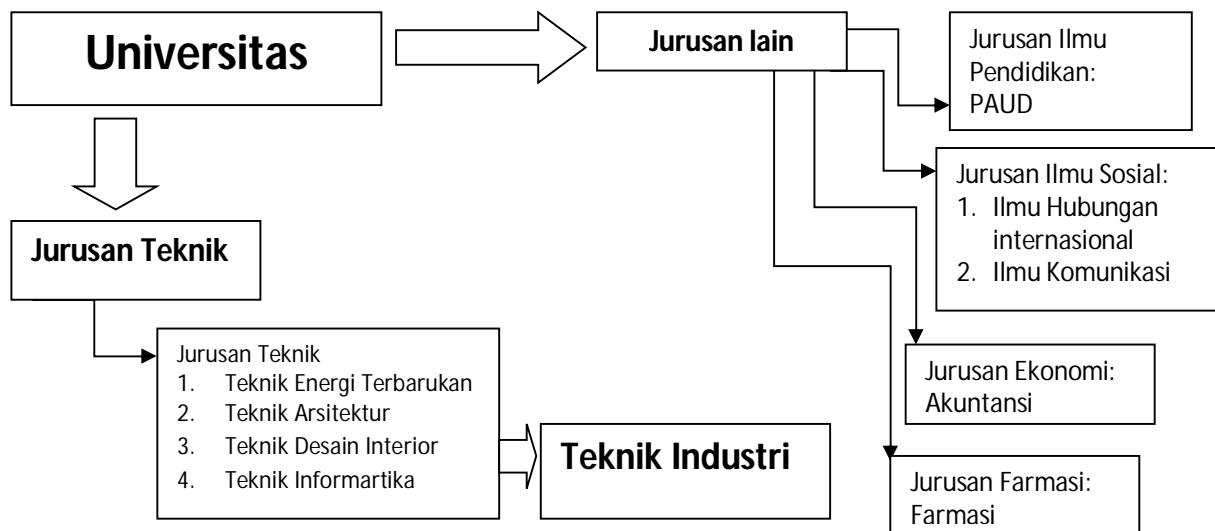 Universitas
Jurusan lain
Jurusan Ilmu
Pendidikan:
PAUD
Jurusan Ilmu Sosial:
1. Ilmu Hubungan
internasional
2. Ilmu Komunikasi
Jurusan Teknik
Jurusan Teknik
1. Teknik Energi Terbarukan
2. Teknik Arsitektur
3. Teknik Desain Interior
4. Teknik Informartika
Teknik Industri
Jurusan Ekonomi:
Akuntansi
Jurusan Farmasi:
Farmasi